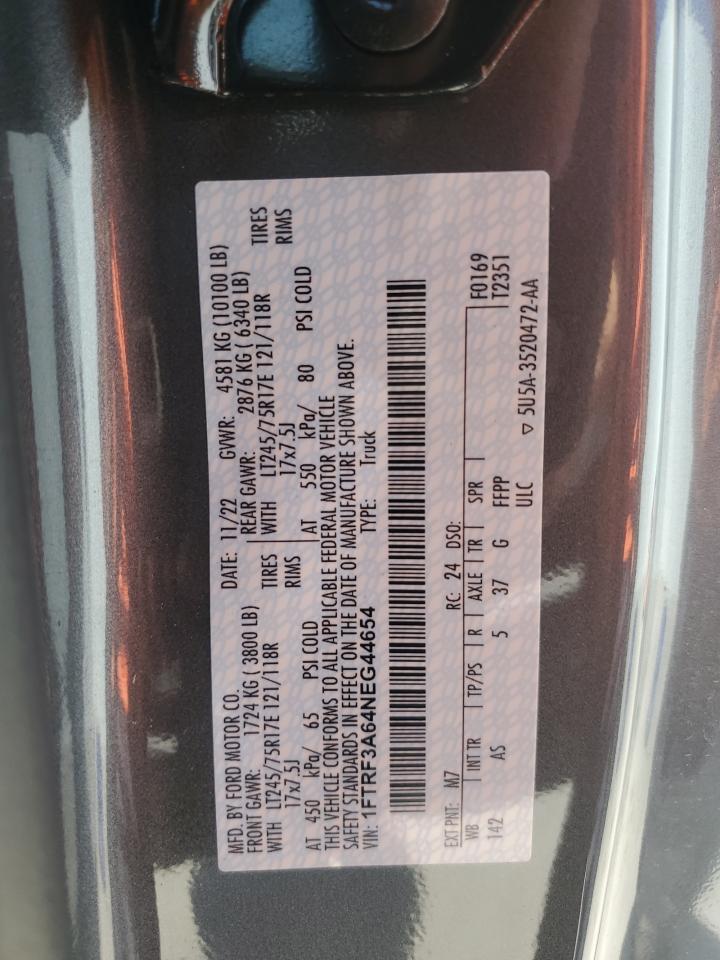 MFD. BY FORD MOTOR CO.
DATE: 11/22 GVWR: 4581 KG (10100 LB)
FRONT GAWR: 1724 KG ( 3800 LB) REAR GAWR: 2876 KG ( 6340 LB)
WITH LT245/75R17E 121/118R TIRES WITH LT245/75R17E 121/118R TIRES
17x7.5J RIMS 17x7.5J RIMS
AT 450 kPa/ 65 PSI COLD AT 550 kPa/ 80 PSI COLD
THIS VEHICLE CONFORMS TO ALL APPLICABLE FEDERAL MOTOR VEHICLE
SAFETY STANDARDS IN EFFECT ON THE DATE OF MANUFACTURE SHOWN ABOVE.
VIN: 1FTRF3A64NEG44654 TYPE: Truck
EXT PNT: M7 RC: 24 DSO: F0169
WB INT TR TP/PS R AXLE TR SPR T2351
142 AS 5 37 G FFPP
ULC ▽ 5U5A-3520472-AA